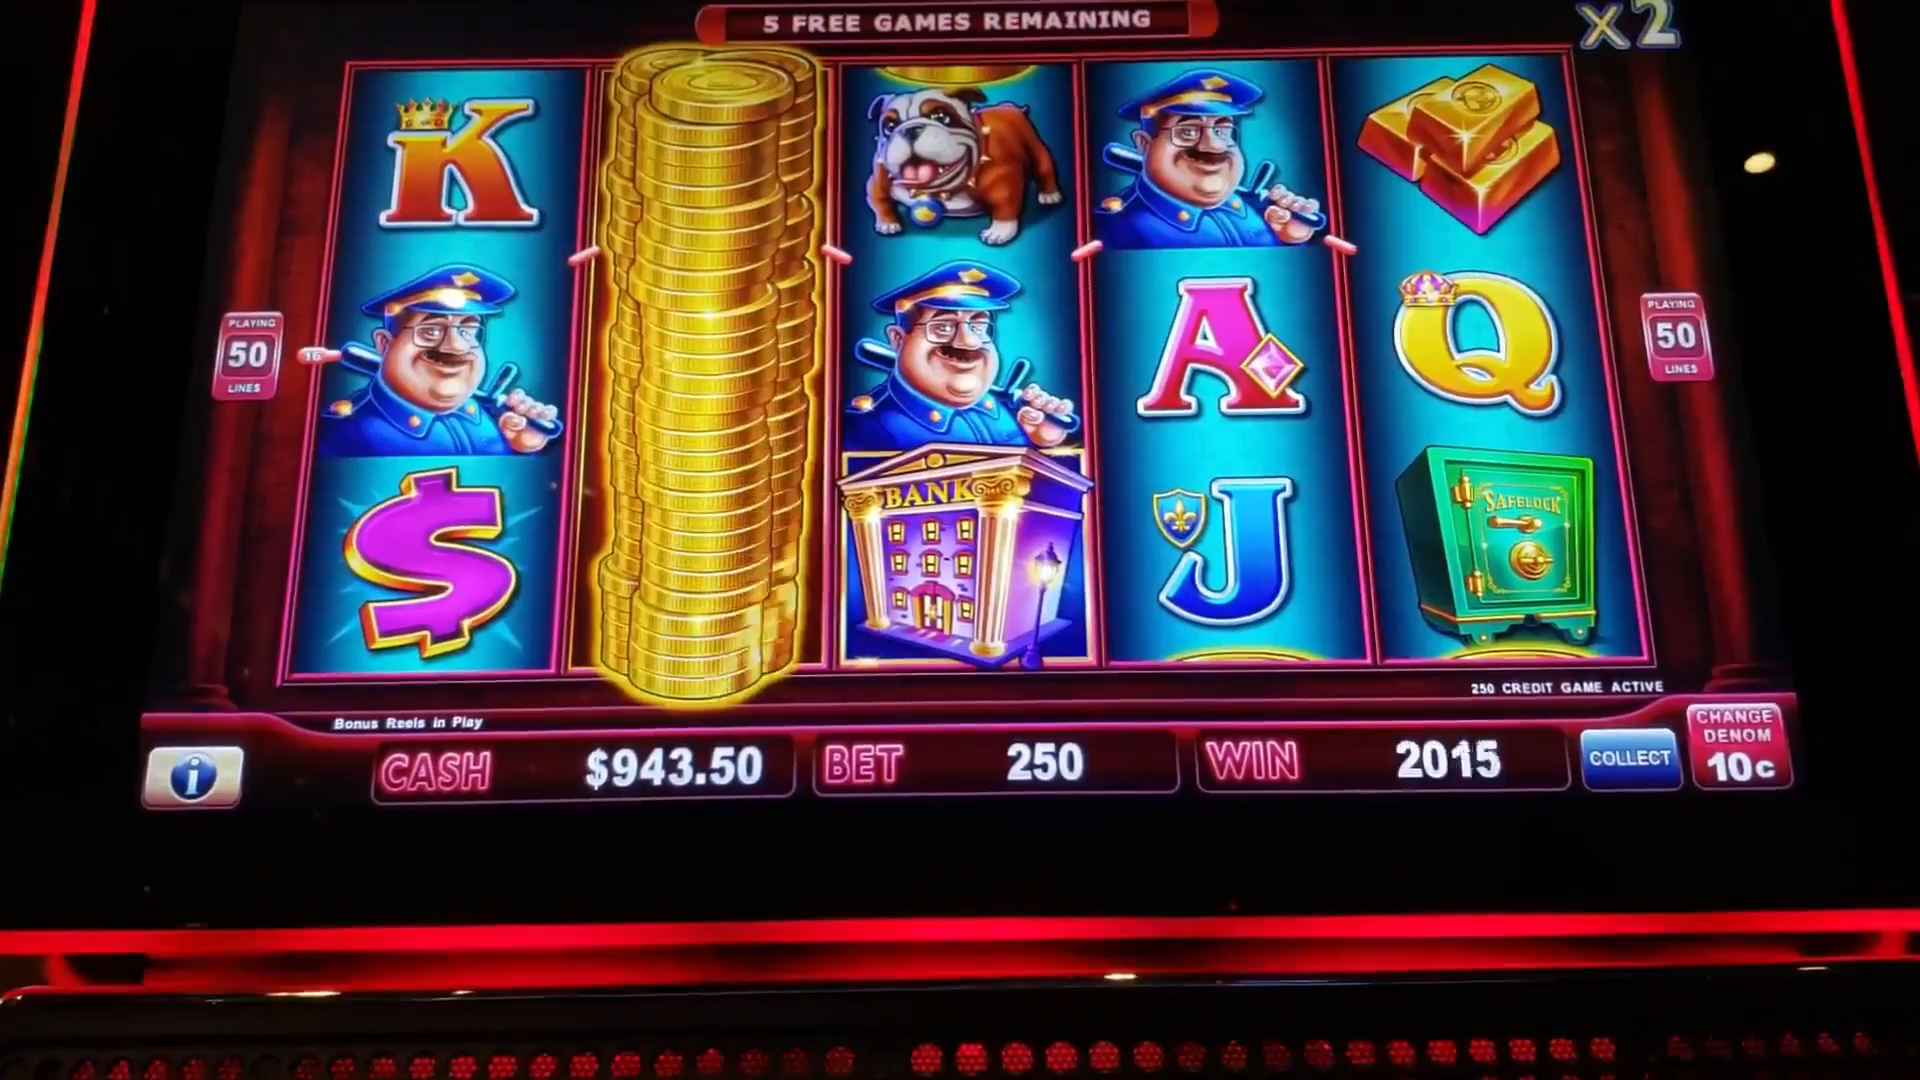 5 FREE GAMES REMAINING
X2
K
PLAYING
50
LINES
16
A
Q
PLAYING
50
LINES
$
BANK
J
SAFELOCK
250 CREDIT GAME ACTIVE
Bonus Reels in Play
CASH $943.50
BET 250
WIN 2015
COLLECT
CHANGE
DENOM
10c
i